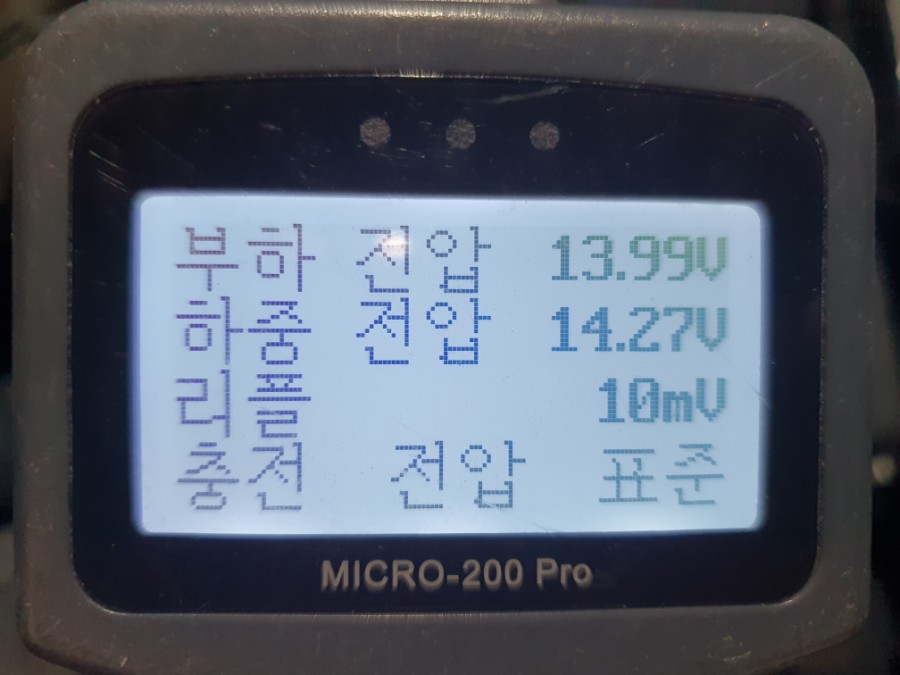 부하 전압 13.99V
하중 전압 14.27V
리플 10mV
충전 전압 표준
MICRO-200 Pro